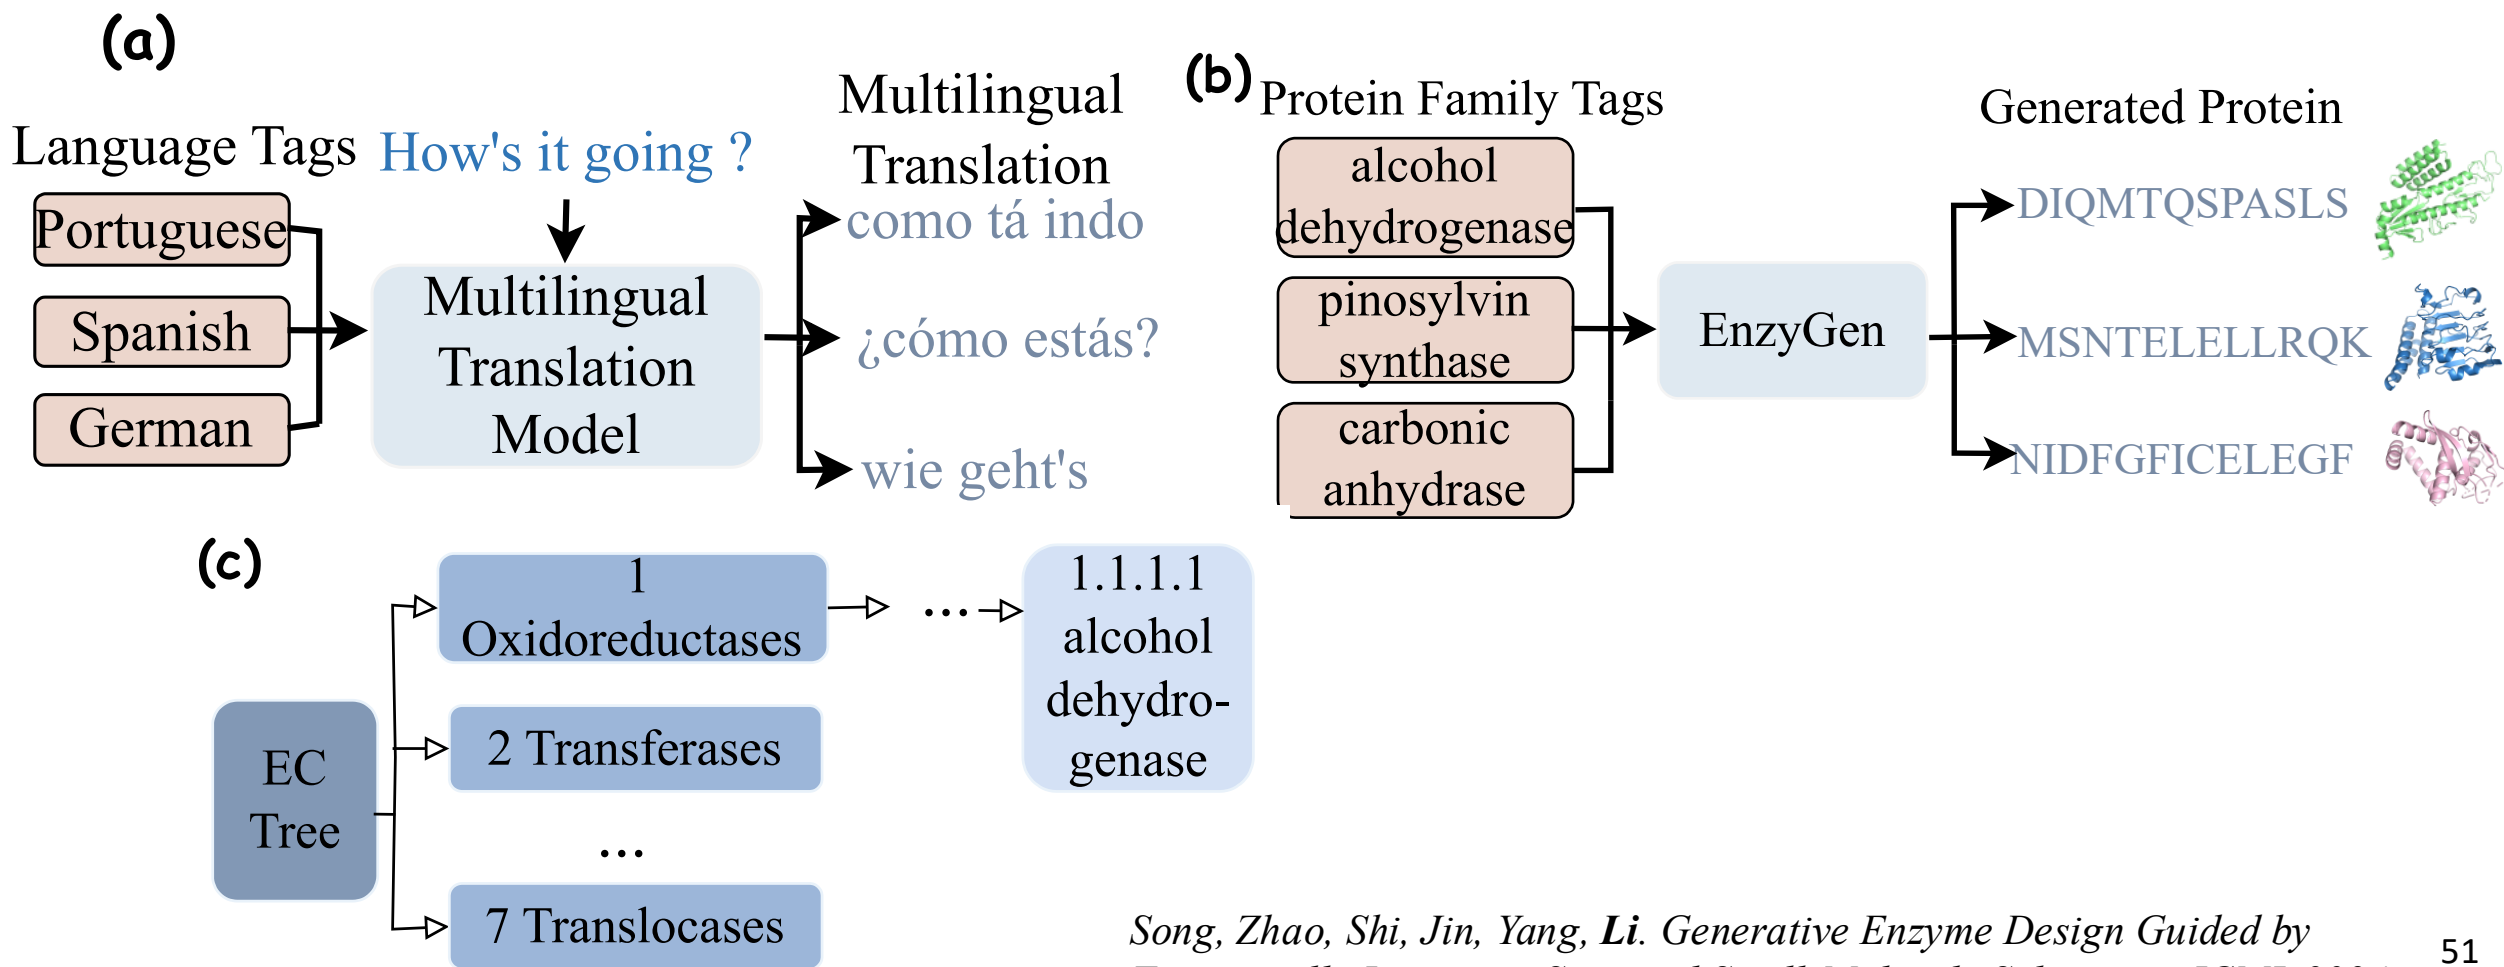 (a)
Language Tags
Portuguese
Spanish
German
How's it going ?
Multilingual
Translation
Model
Multilingual
Translation
como tá indo
¿cómo estás?
wie geht's
(b)
Protein Family Tags
alcohol
dehydrogenase
pinosylvin
synthase
carbonic
anhydrase
EnzyGen
Generated Protein
DIQMTQSPASLS
MSNTELELLRQK
NIDFGFICELEGF
(c)
EC
Tree
1
Oxidoreductases
...
1.1.1.1
alcohol
dehydro-
genase
2 Transferases
...
7 Translocases
Song, Zhao, Shi, Jin, Yang, Li. Generative Enzyme Design Guided by
51